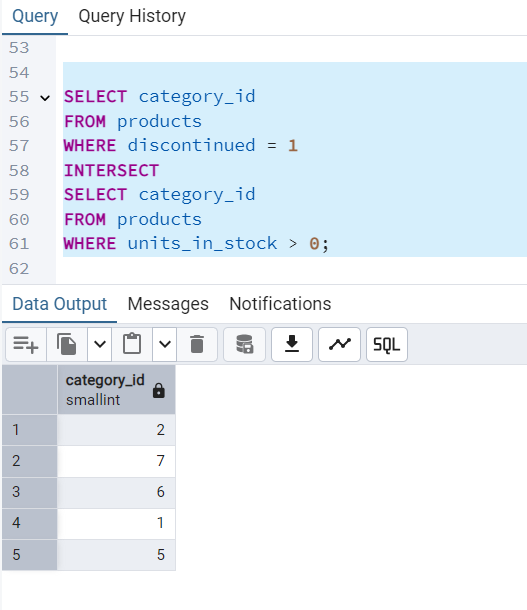 Query Query History
53
54
55 SELECT category_id
56 FROM products
57 WHERE discontinued = 1
58 INTERSECT
59 SELECT category_id
60 FROM products
61 WHERE units_in_stock > 0;
62
Data Output Messages Notifications
SQL
category_id
smallint
1 2
2 7
3 6
4 1
5 5